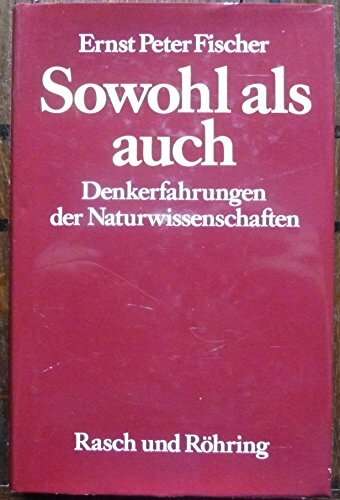 Ernst Peter Fischer
Sowohl als
auch
Denkerfahrungen
der Naturwissenschaften
Rasch und Röhring